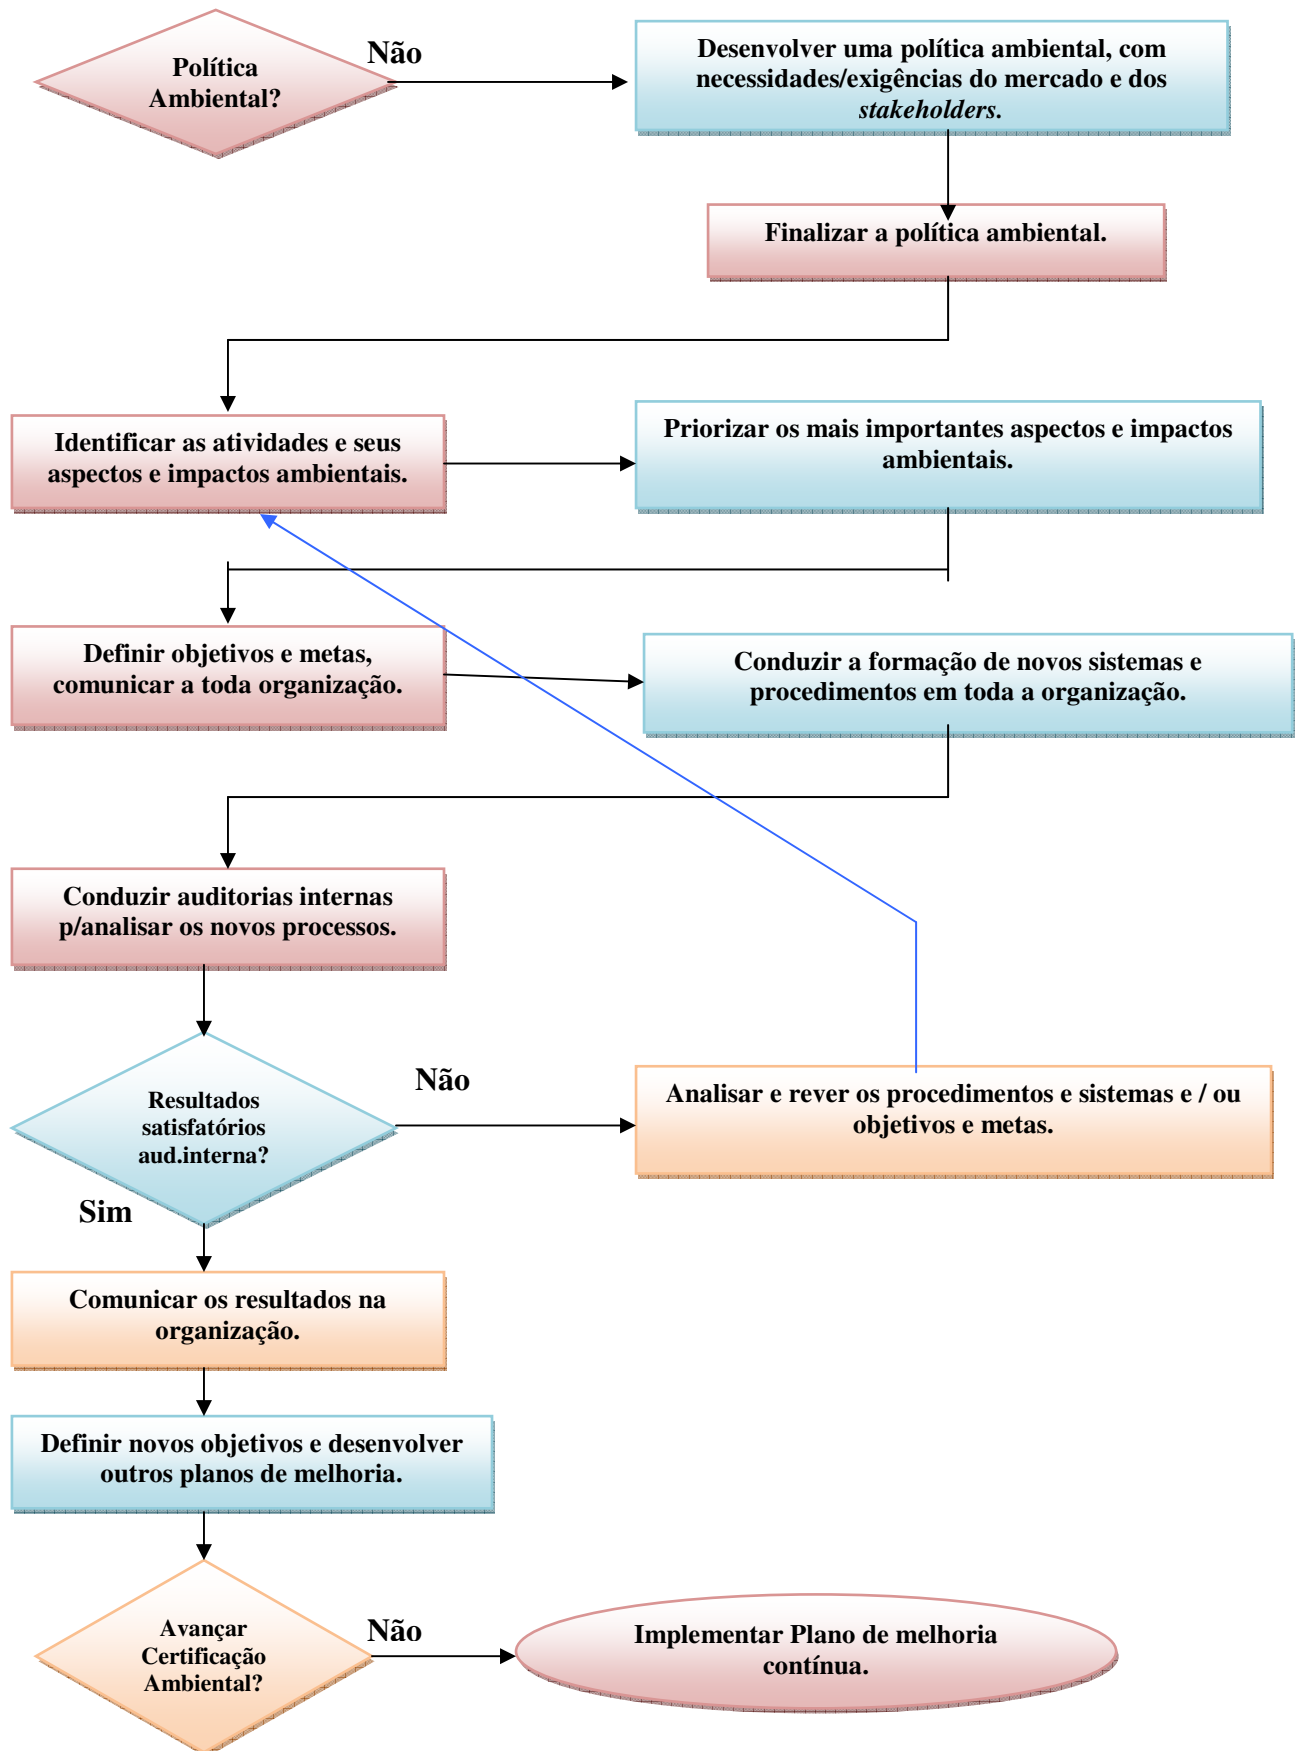 Política
Ambiental?
Não
Desenvolver uma política ambiental, com
necessidades/exigências do mercado e dos
stakeholders.
Finalizar a política ambiental.
Identificar as atividades e seus
aspectos e impactos ambientais.
Priorizar os mais importantes aspectos e impactos
ambientais.
Definir objetivos e metas,
comunicar a toda organização.
Conduzir a formação de novos sistemas e
procedimentos em toda a organização.
Conduzir auditorias internas
p/analisar os novos processos.
Resultados
satisfatórios
aud.interna?
Não
Analisar e rever os procedimentos e sistemas e / ou
objetivos e metas.
Sim
Comunicar os resultados na
organização.
Definir novos objetivos e desenvolver
outros planos de melhoria.
Avançar
Certificação
Ambiental?
Não
Implementar Plano de melhoria
contínua.